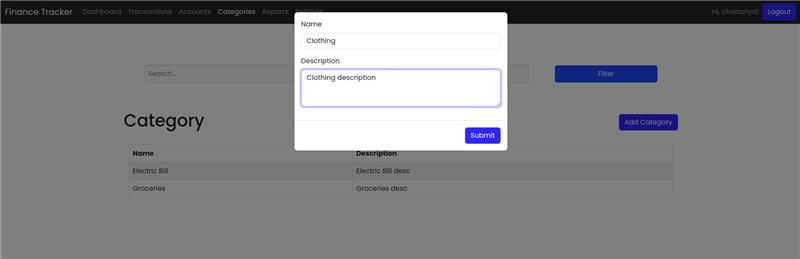 Finance Tracker Dashboard Transactions Accounts Categories Reports Settings Hi, chaitanya! Logout
Name
Clothing
Description
Clothing description
Submit
Search... Filter
Category Add Category
Name Description
Electric Bill Electric Bill desc
Groceries Groceries desc